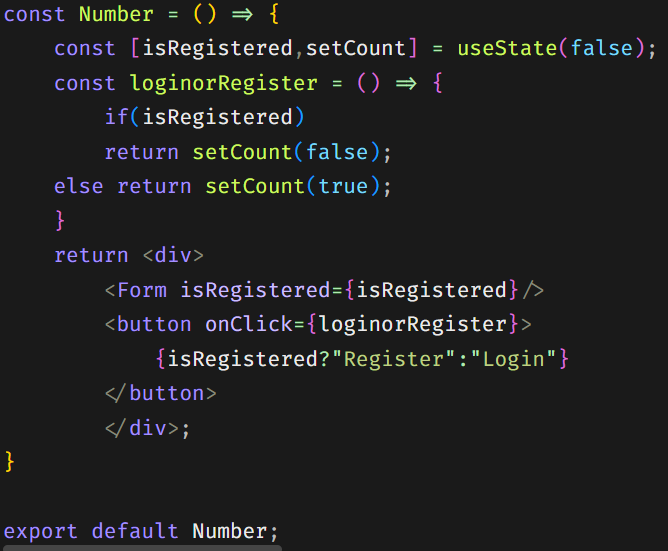 const Number = () => {
    const [isRegistered,setCount] = useState(false);
    const loginorRegister = () => {
        if(isRegistered)
        return setCount(false);
    else return setCount(true);
    }
    return <div>
        <Form isRegistered={isRegistered}/>
        <button onClick={loginorRegister}>
            {isRegistered?"Register":"Login"}
        </button>
        </div>;
}
export default Number;